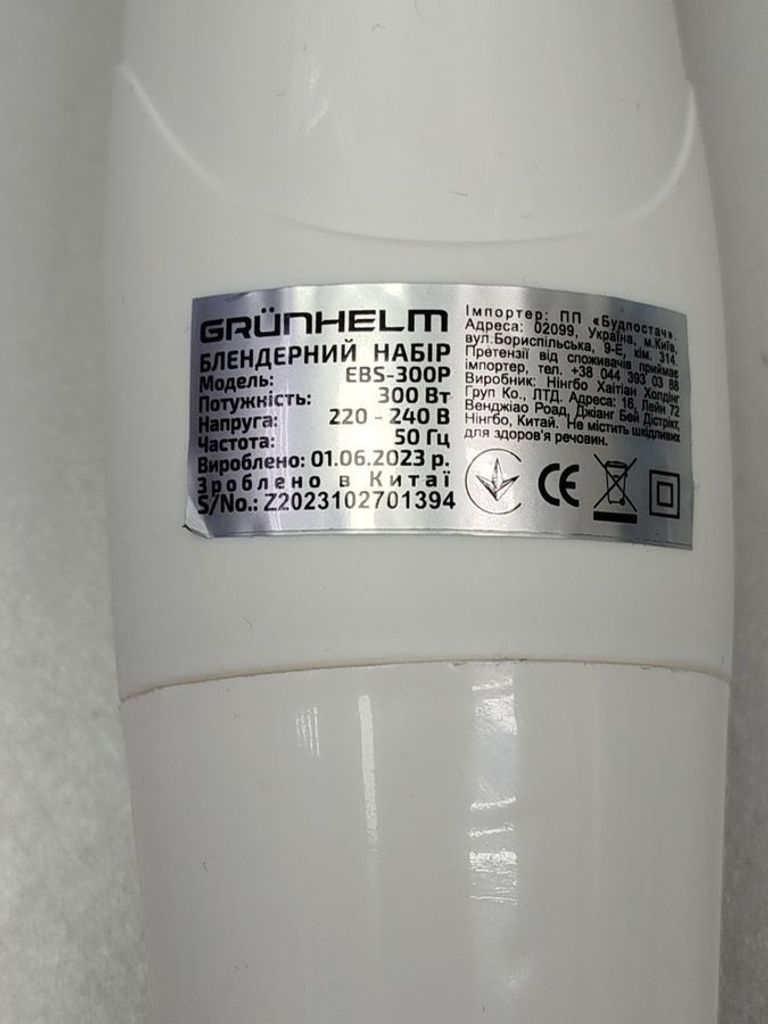 GRÜNHELM
БЛЕНДЕРНИЙ НАБІР
Модель: EBS-300P
Потужність: 300 Вт
Напруга: 220 - 240 В
Частота: 50 Гц
Вироблено: 01.06.2023 р.
Зроблено в Китаї
S/No.: Z2023102701394
Імпортер: ПП «Будпостач».
Адреса: 02099, Україна, м.Київ,
вул.Бориспільська, 9-Е, кім. 314.
Претензії від споживачів приймає
імпортер, тел. +38 044 393 03 88
Виробник: Нінгбо Хаітіан Холдінг
Груп Ко., ЛТД. Адреса: 16, Лейн 72
Венджіао Роад, Джіанг Бей Дістрікт,
Нінгбо, Китай. Не містить шкідливих
для здоров'я речовин.
CE